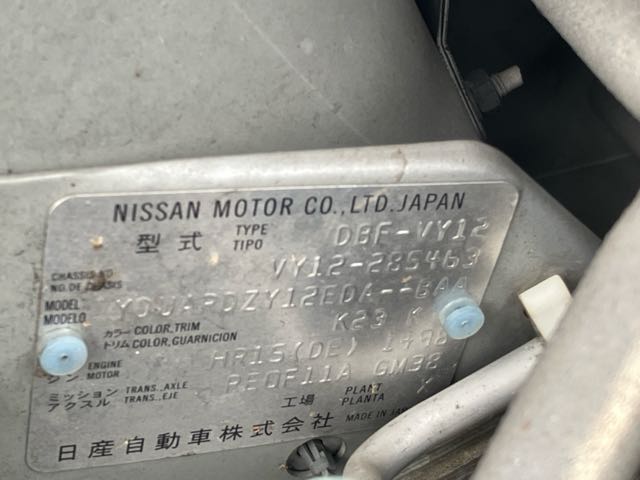 NISSAN MOTOR CO.,LTD.JAPAN
型式 TYPE TIPO DBF-VY12
CHASSIS NO NO.DE CHASIS VY12-285463
MODEL MODELO
カラー COLOR,TRIM K23 K
トリム COLOR,GUARNICION
ENGINE MOTOR HR15(DE) 1498
ミッション TRANS.,AXLE RE0F11A GM38
アクスル TRANS.,EJE
工場 PLANT PLANTA X
日産自動車株式会社 MADE IN